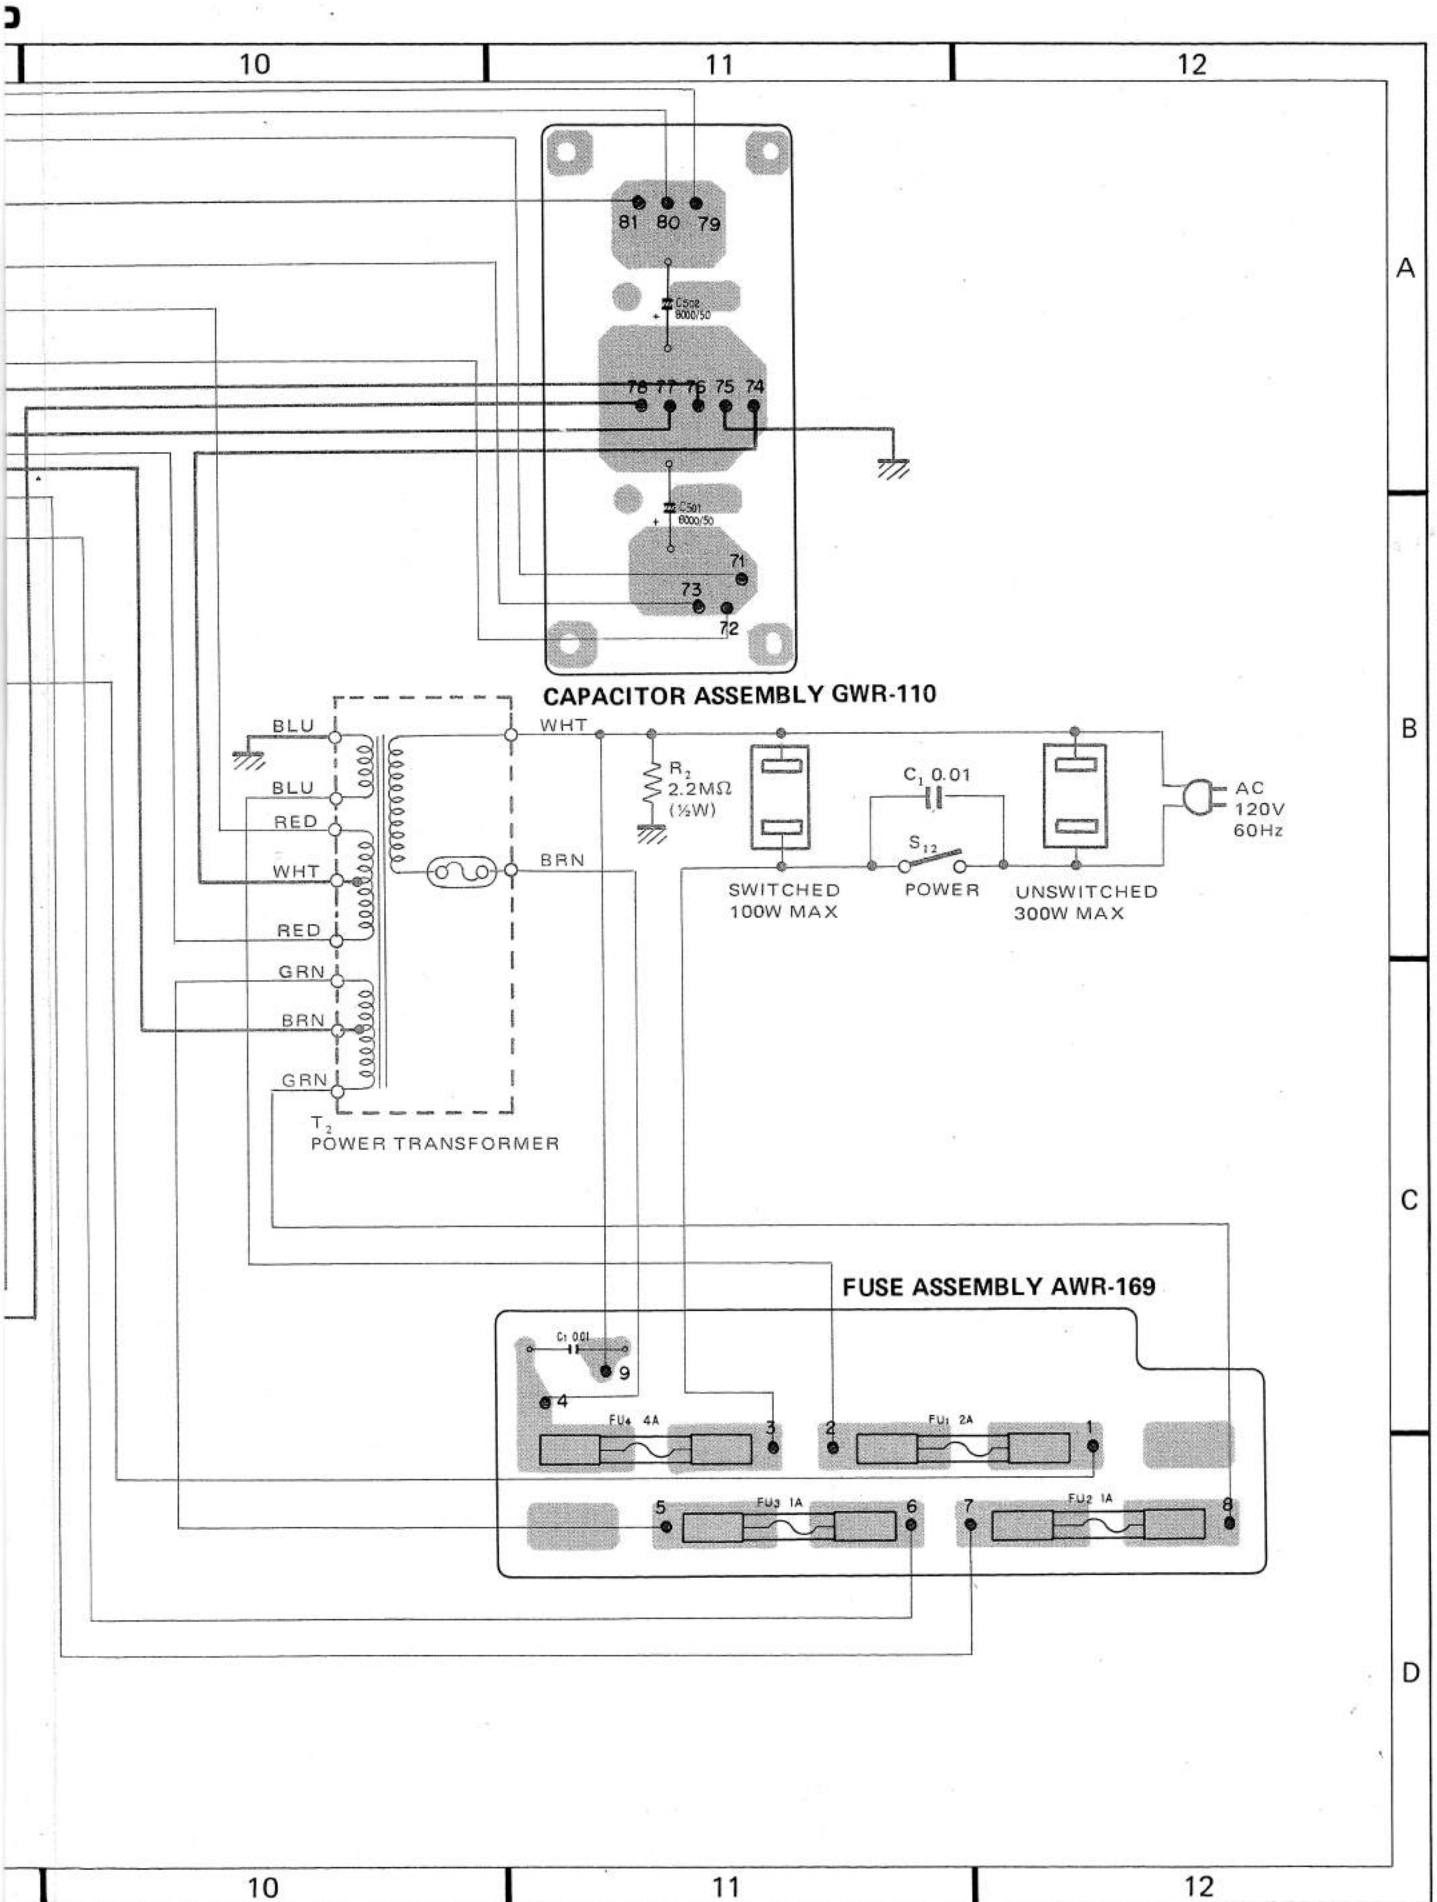 10
11
12
81 80 79
A
C502
8000/50
+
78 77 76 75 74
C501
+
71
73
72
CAPACITOR ASSEMBLY GWR-110
BLU
WHT
B
R2
2.2MΩ
(½W)
C1 0.01
AC
120V
60Hz
BLU
RED
S12
WHT
BRN
SWITCHED
100W MAX
POWER
UNSWITCHED
300W MAX
RED
GRN
BRN
GRN
T2
POWER TRANSFORMER
C
FUSE ASSEMBLY AWR-169
C1 0.01
9
4
FU4 4A
3
2
FU1 2A
1
5
FU3 1A
6
7
FU2 1A
8
D
10
11
12